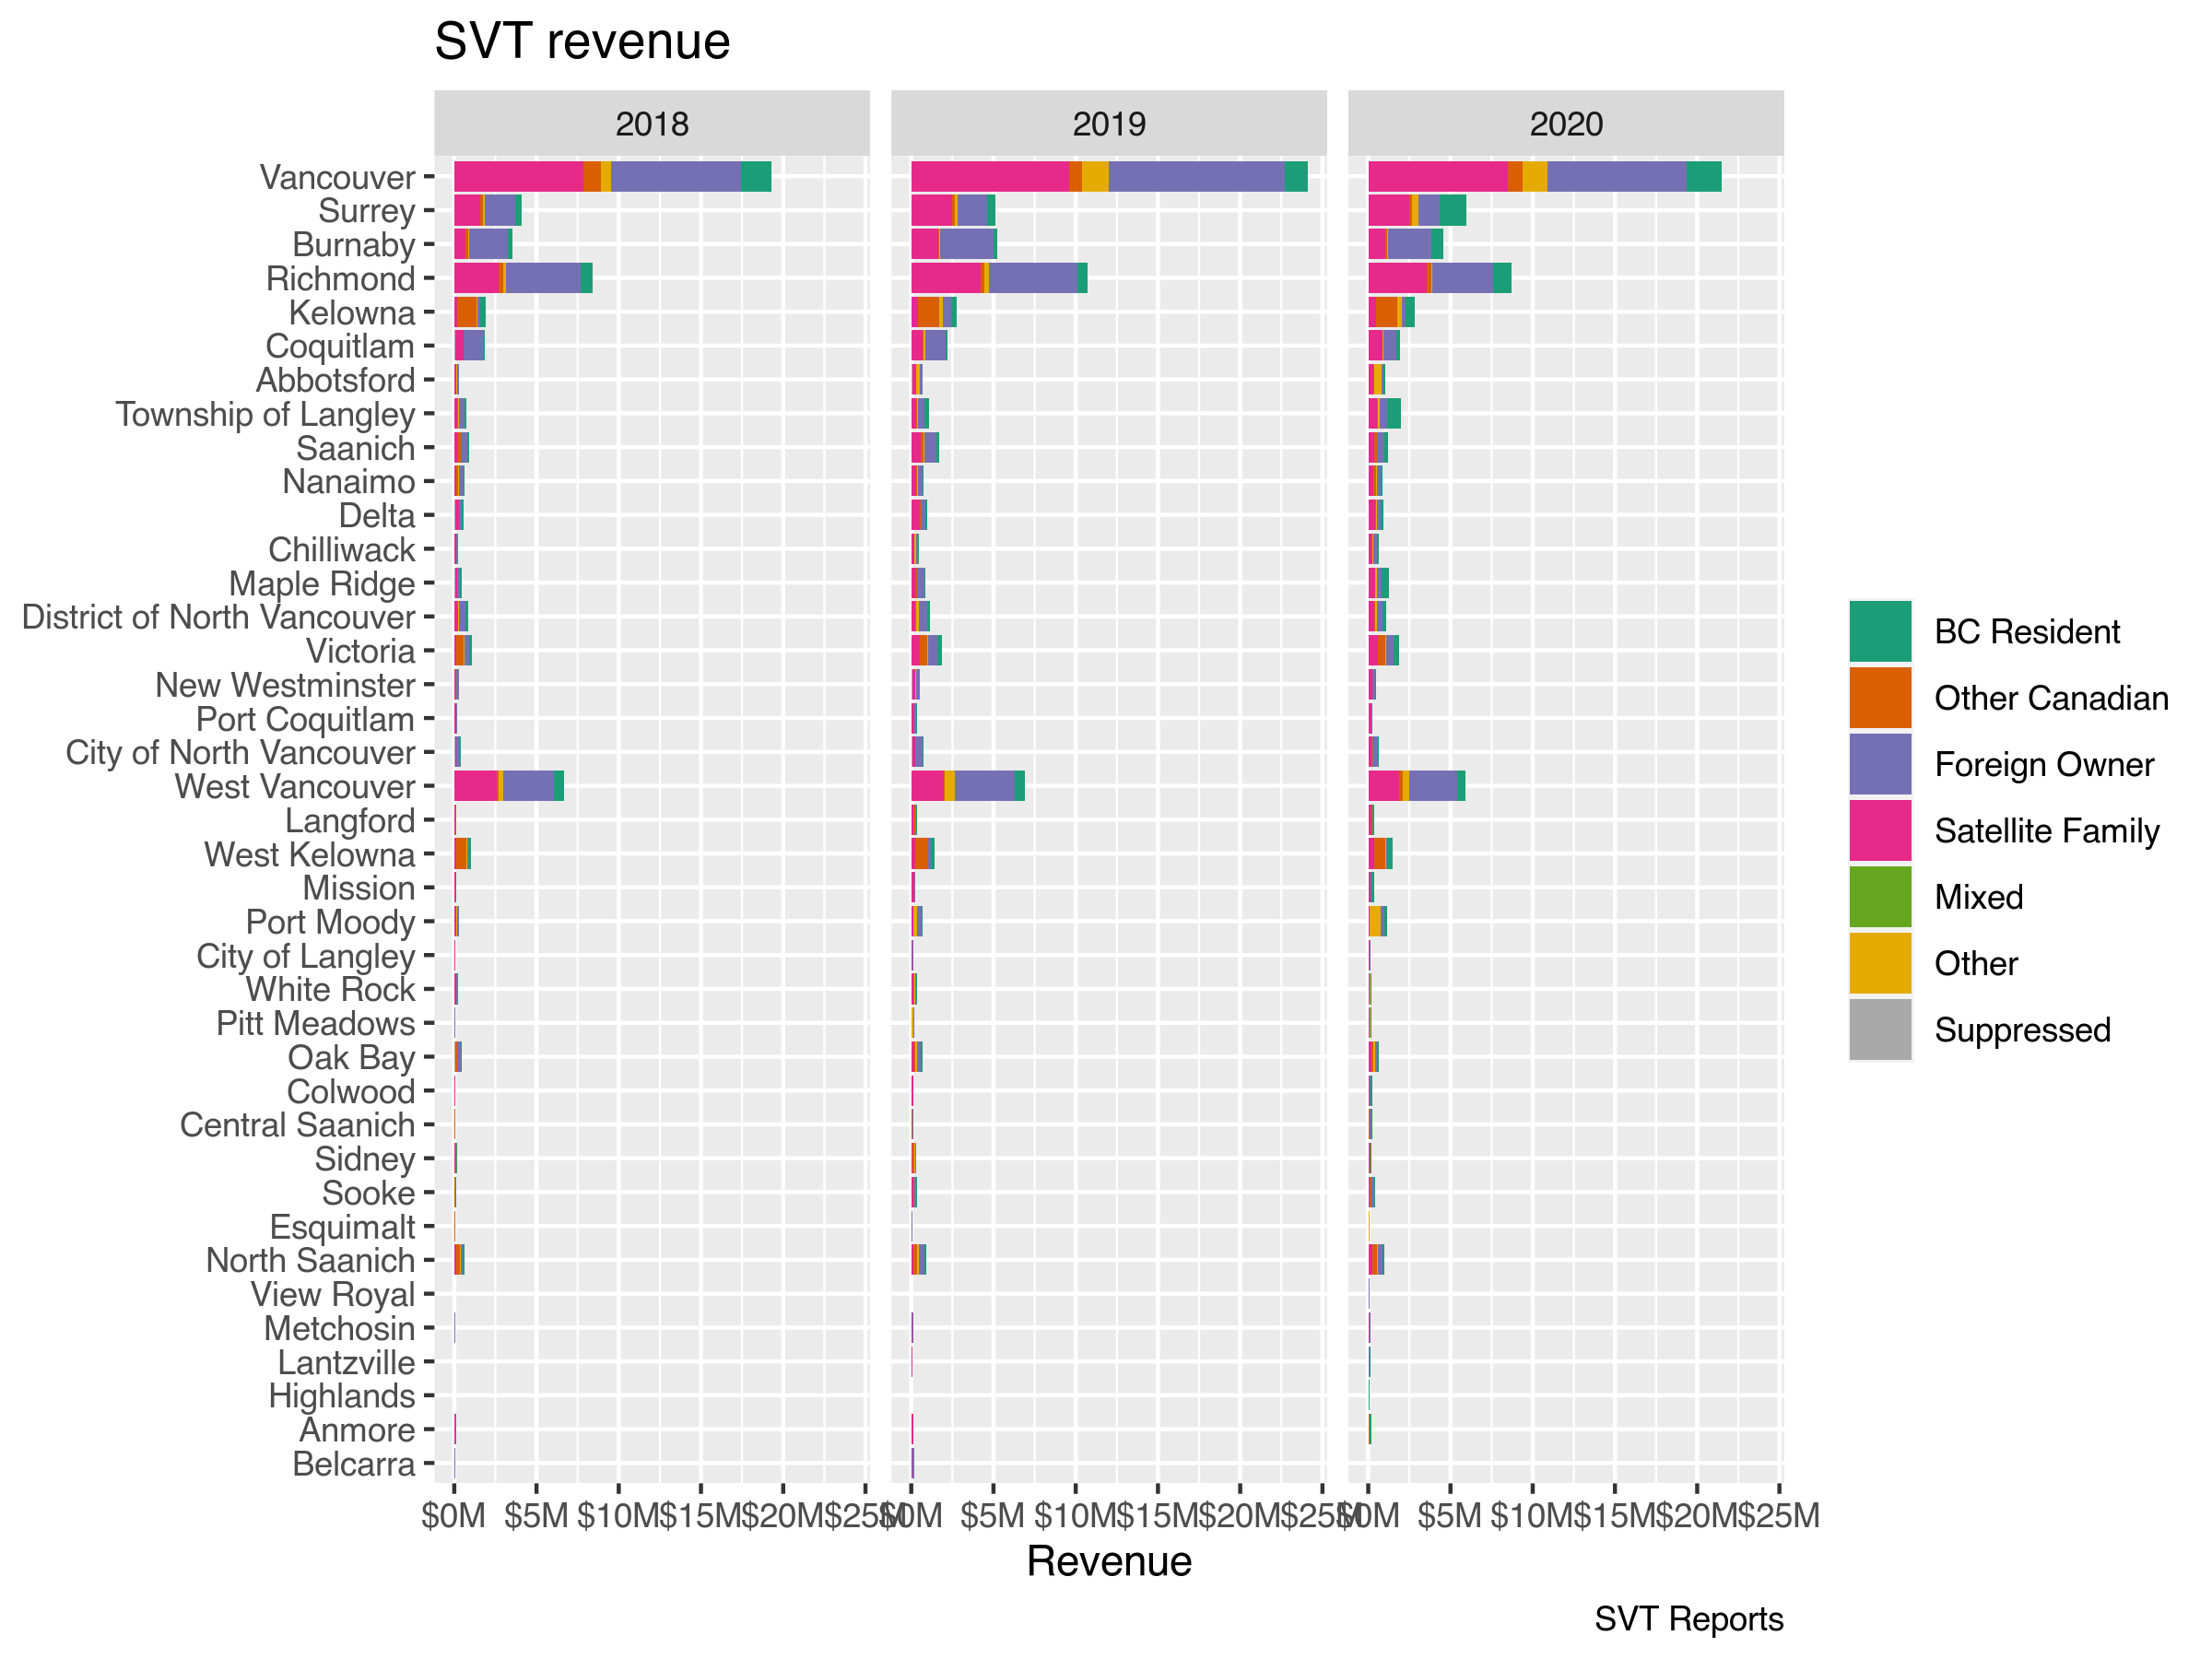 SVT revenue
2018 2019 2020
Vancouver
Surrey
Burnaby
Richmond
Kelowna
Coquitlam
Abbotsford
Township of Langley
Saanich
Nanaimo
Delta
Chilliwack
Maple Ridge
District of North Vancouver
Victoria
New Westminster
Port Coquitlam
City of North Vancouver
West Vancouver
Langford
West Kelowna
Mission
Port Moody
City of Langley
White Rock
Pitt Meadows
Oak Bay
Colwood
Central Saanich
Sidney
Sooke
Esquimalt
North Saanich
View Royal
Metchosin
Lantzville
Highlands
Anmore
Belcarra
$0M $5M $10M $15M $20M $25M $0M $5M $10M $15M $20M $25M $0M $5M $10M $15M $20M $25M
Revenue
BC Resident
Other Canadian
Foreign Owner
Satellite Family
Mixed
Other
Suppressed
SVT Reports